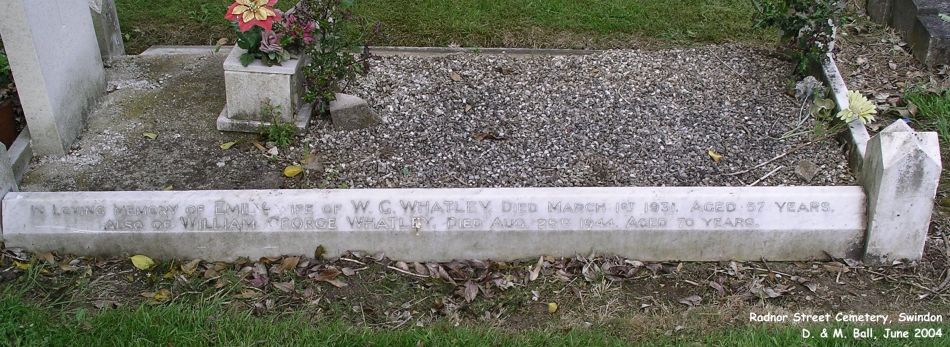 IN LOVING MEMORY OF EMILY WIFE OF W. G. WHATLEY, DIED MARCH 1ST 1931, AGED 57 YEARS.
ALSO OF WILLIAM GEORGE WHATLEY, DIED AUG. 1944, AGED 70 YEARS.
Radnor Street Cemetery, Swindon
D. & M. Ball, June 2004